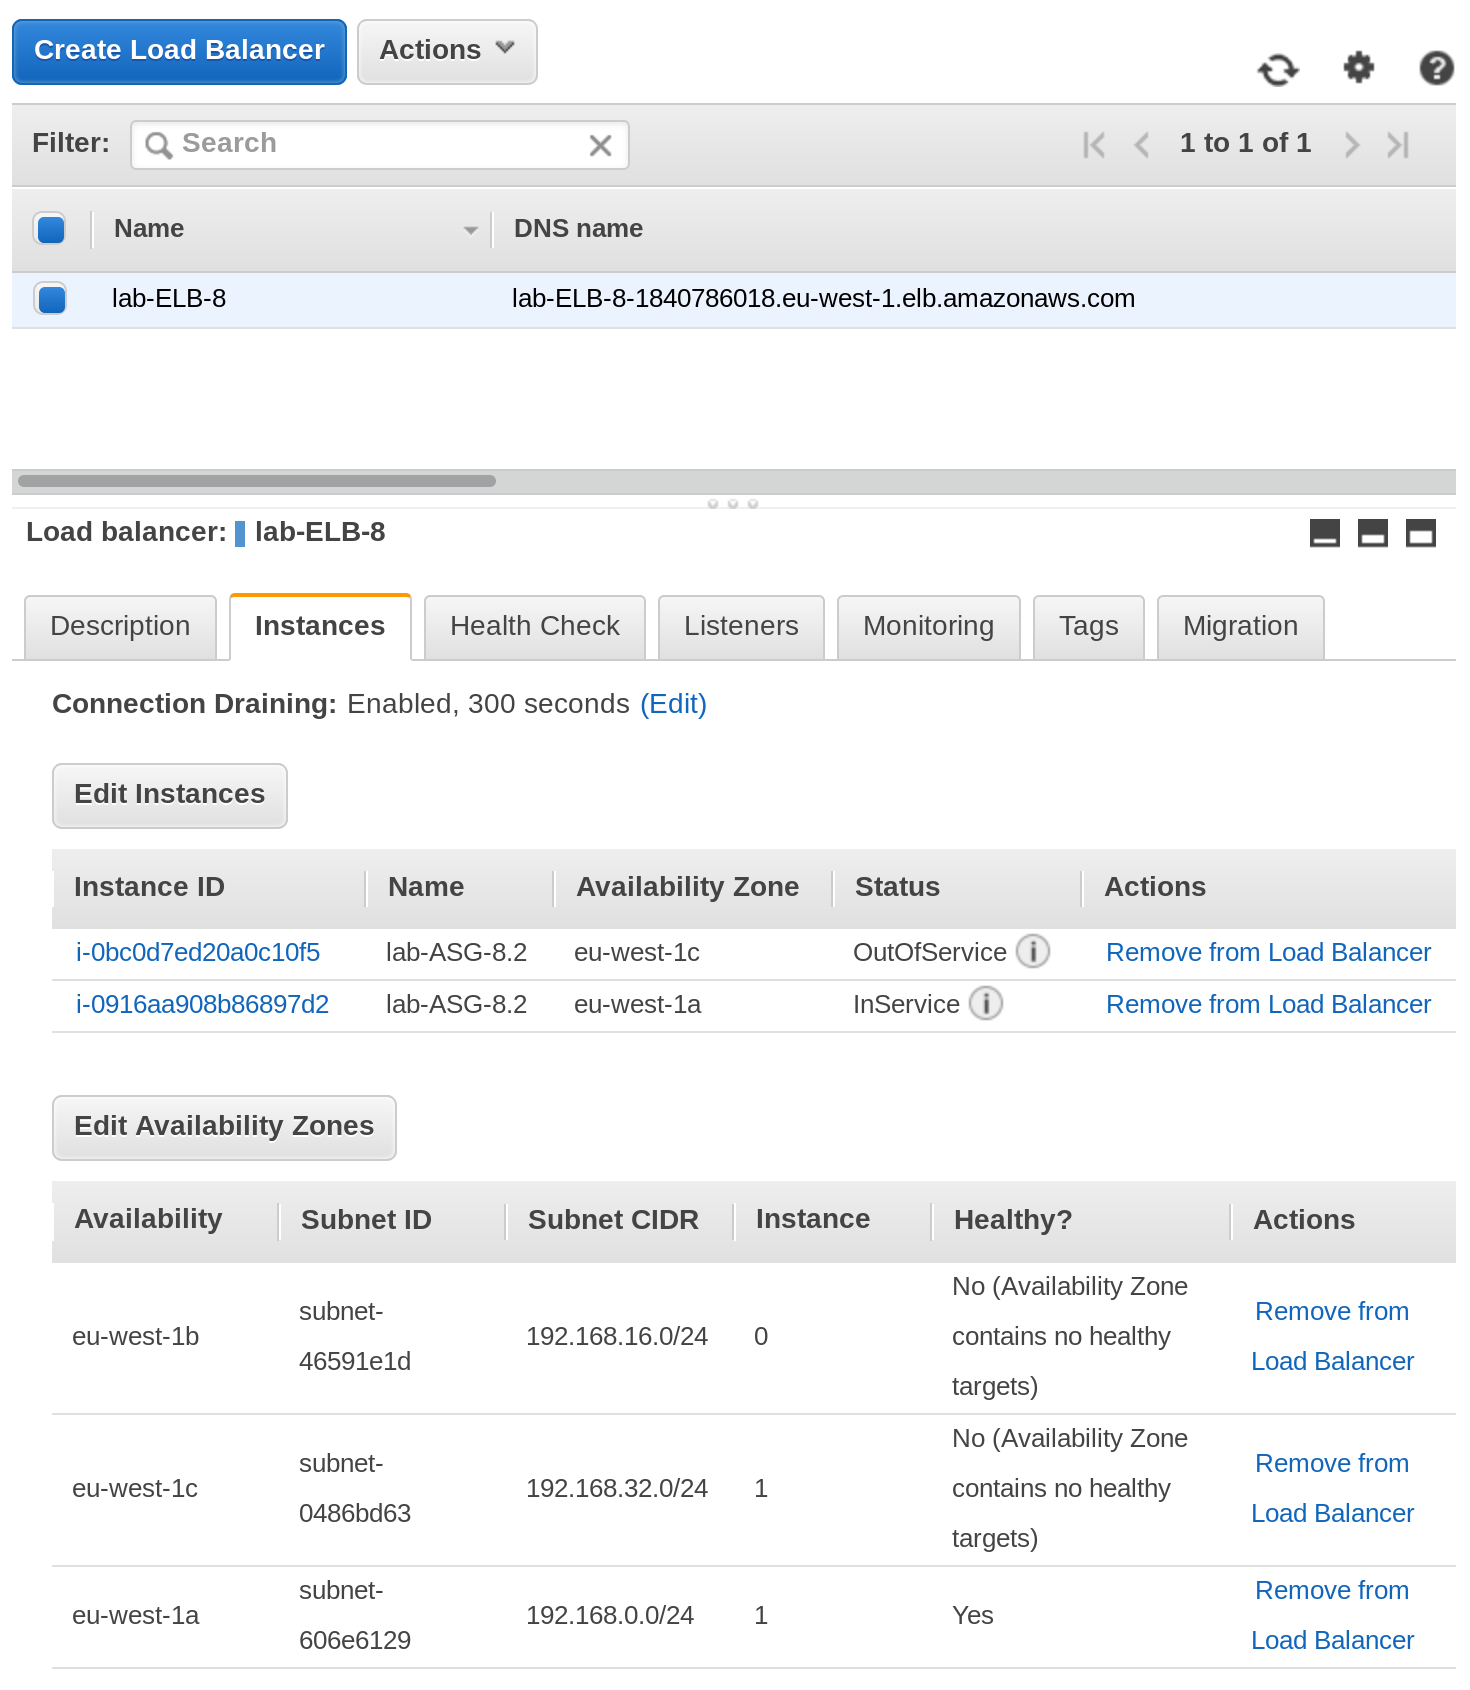 Create Load Balancer Actions
Filter: Search 1 to 1 of 1
Name DNS name
lab-ELB-8 lab-ELB-8-1840786018.eu-west-1.elb.amazonaws.com
Load balancer: lab-ELB-8
Description Instances Health Check Listeners Monitoring Tags Migration
Connection Draining: Enabled, 300 seconds (Edit)
Edit Instances
Instance ID Name Availability Zone Status Actions
i-0bc0d7ed20a0c10f5 lab-ASG-8.2 eu-west-1c OutOfService Remove from Load Balancer
i-0916aa908b86897d2 lab-ASG-8.2 eu-west-1a InService Remove from Load Balancer
Edit Availability Zones
Availability Subnet ID Subnet CIDR Instance Healthy? Actions
No (Availability Zone
subnet- Remove from
eu-west-1b 192.168.16.0/24 0 contains no healthy
46591e1d Load Balancer
targets)
No (Availability Zone
subnet- Remove from
eu-west-1c 192.168.32.0/24 1 contains no healthy
0486bd63 Load Balancer
targets)
subnet- Remove from
eu-west-1a 192.168.0.0/24 1 Yes
606e6129 Load Balancer